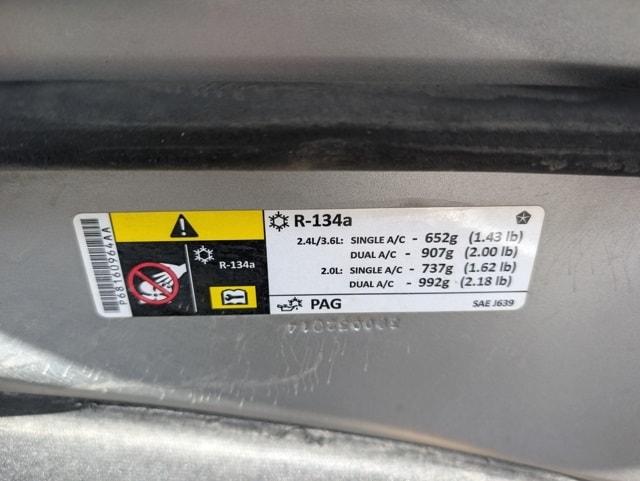 P68160964AA
R-134a
R-134a
2.4L/3.6L: SINGLE A/C - 652g (1.43 lb)
DUAL A/C - 907g (2.00 lb)
2.0L: SINGLE A/C - 737g (1.62 lb)
DUAL A/C - 992g (2.18 lb)
PAG
SAE J639